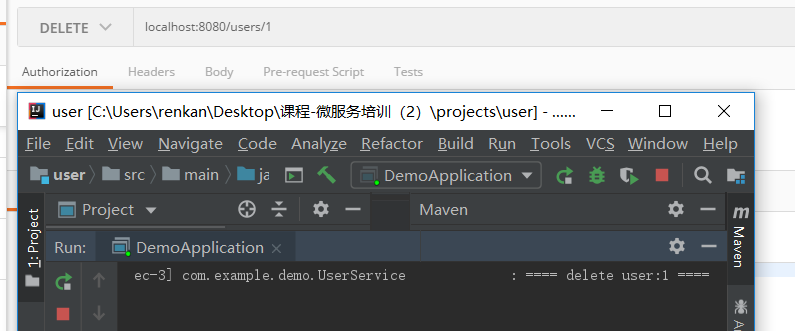 DELETE localhost:8080/users/1
Authorization Headers Body Pre-request Script Tests
user [C:\Users\renkan\Desktop\课程-微服务培训（2）\projects\user] - ......
File Edit View Navigate Code Analyze Refactor Build Run Tools VCS Window Help
user src main ja DemoApplication
Project Maven
1: Project
Maven
Run: DemoApplication
ec-3] com.example.demo.UserService : ==== delete user:1 ====